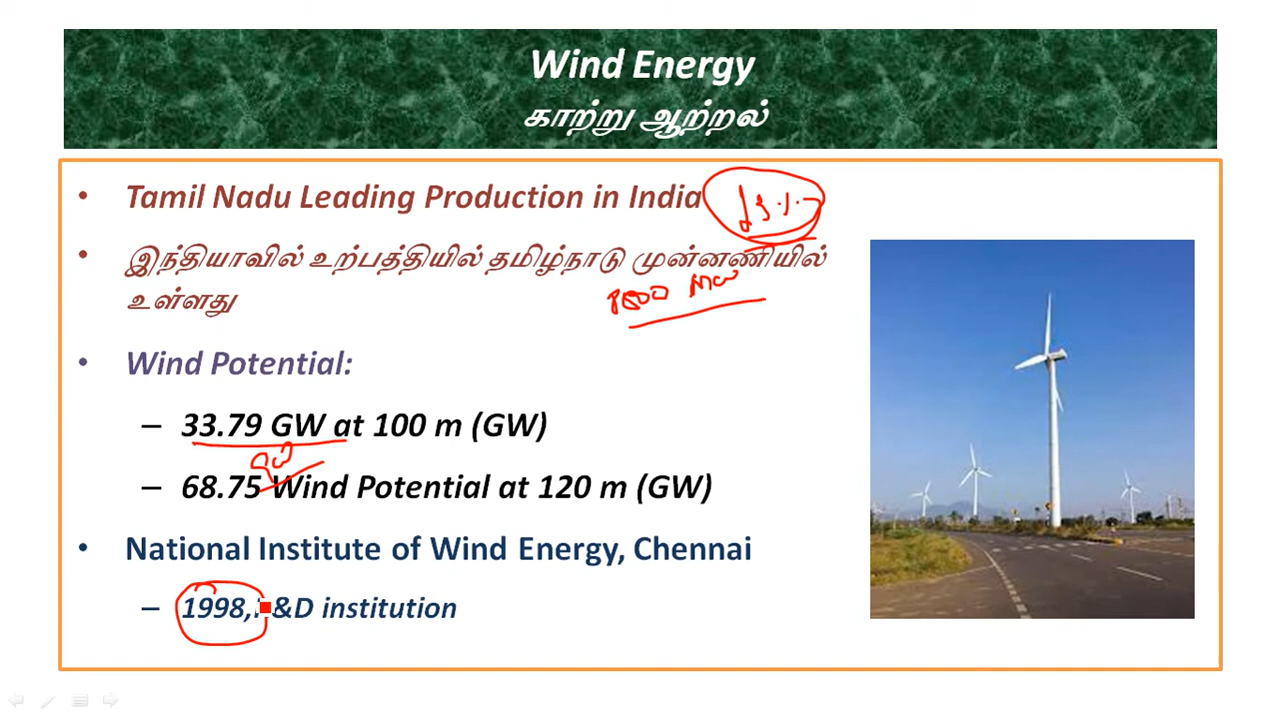 Wind Energy
காற்று ஆற்றல்
• Tamil Nadu Leading Production in India
• இந்தியாவில் உற்பத்தியில் தமிழ்நாடு முன்னணியில்
உள்ளது
MW
• Wind Potential:
– 33.79 GW at 100 m (GW)
– 68.75 Wind Potential at 120 m (GW)
• National Institute of Wind Energy, Chennai
– 1998, &D institution